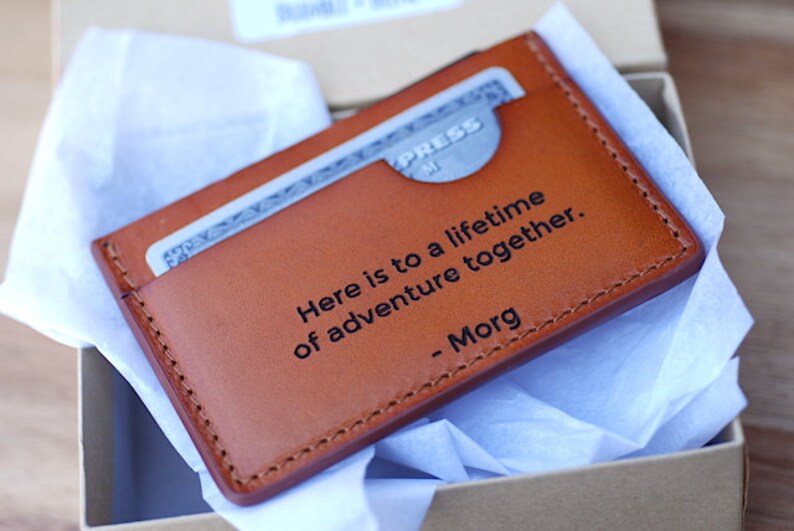 PRESS
M
Here is to a lifetime
of adventure together.
- Morg